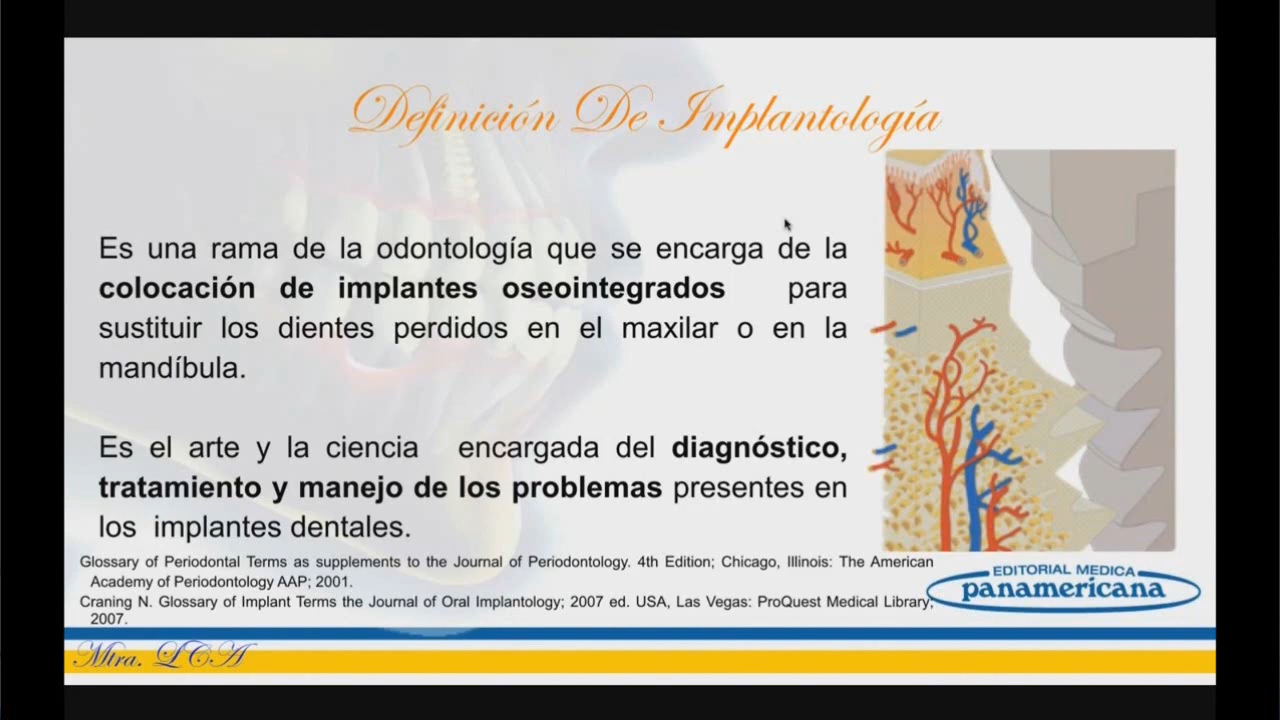 Definición De Implantología
Es una rama de la odontología que se encarga de la
colocación de implantes oseointegrados para
sustituir los dientes perdidos en el maxilar o en la
mandíbula.
Es el arte y la ciencia encargada del diagnóstico,
tratamiento y manejo de los problemas presentes en
los implantes dentales.
Glossary of Periodontal Terms as supplements to the Journal of Periodontology. 4th Edition; Chicago, Illinois: The American
Academy of Periodontology AAP; 2001.
Craning N. Glossary of Implant Terms the Journal of Oral Implantology; 2007 ed. USA, Las Vegas: ProQuest Medical Library;
2007.
EDITORIAL MEDICA
panamericana
Mtra. LCA